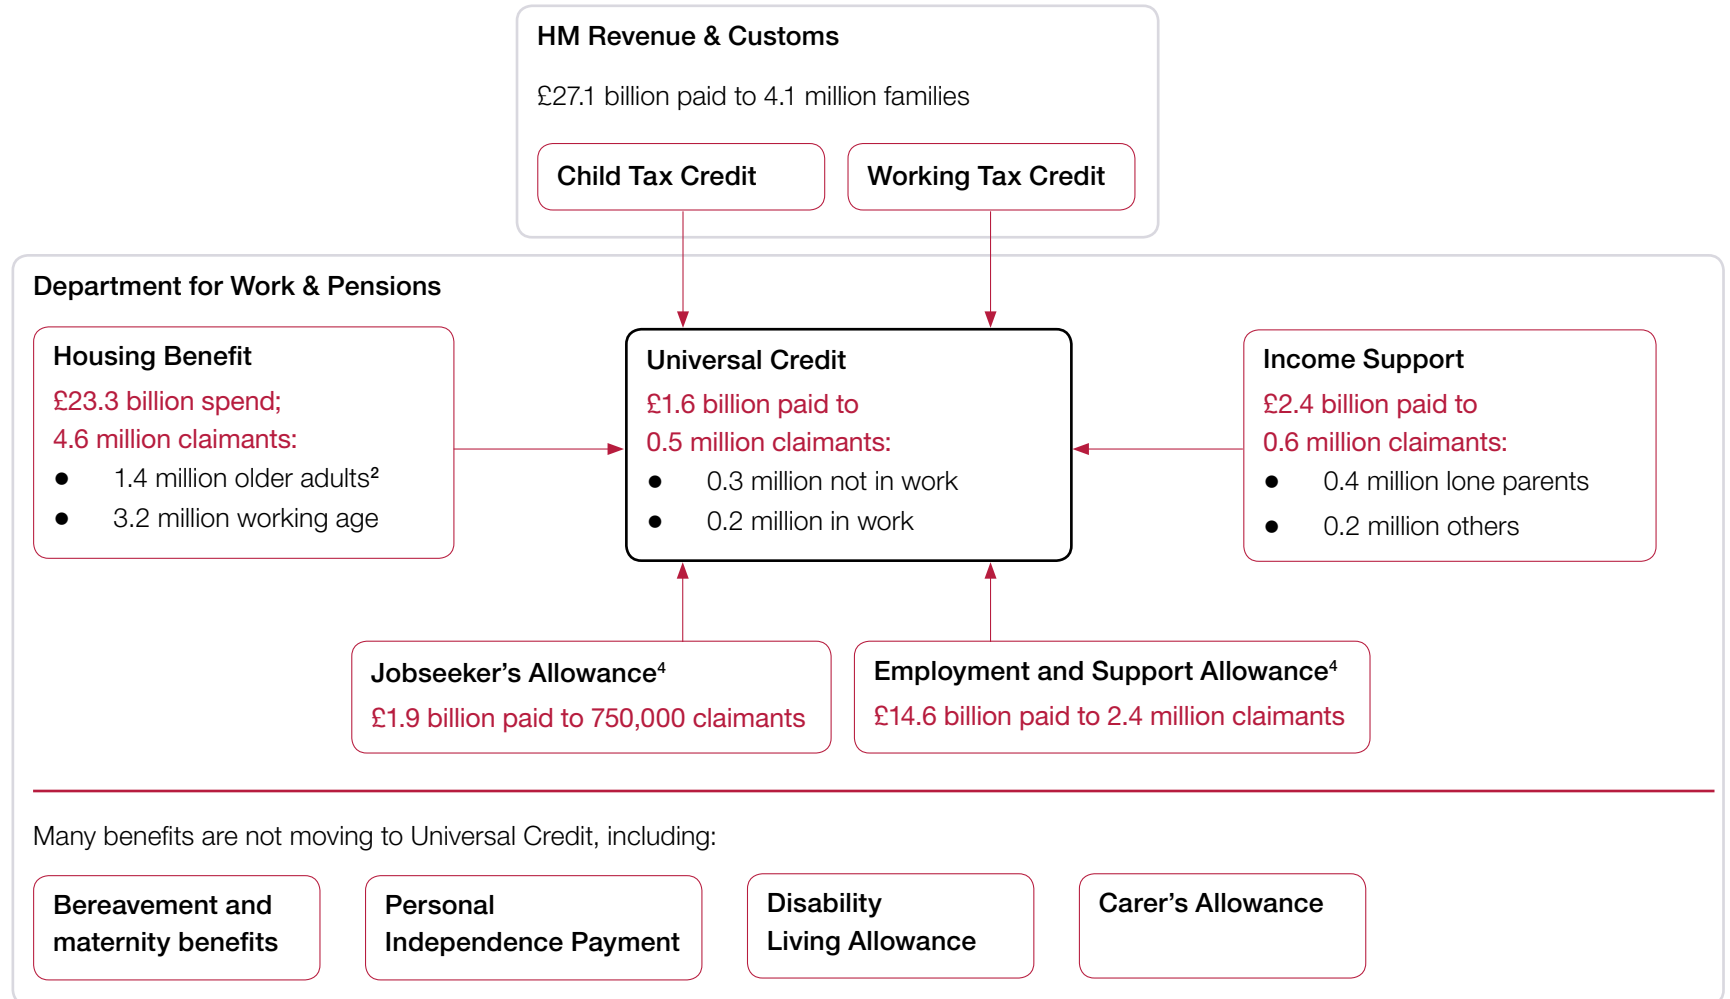 HM Revenue & Customs
£27.1 billion paid to 4.1 million families
Child Tax Credit
Working Tax Credit
Department for Work & Pensions
Housing Benefit
£23.3 billion spend;
4.6 million claimants:
● 1.4 million older adults²
● 3.2 million working age
Universal Credit
£1.6 billion paid to
0.5 million claimants:
● 0.3 million not in work
● 0.2 million in work
Income Support
£2.4 billion paid to
0.6 million claimants:
● 0.4 million lone parents
● 0.2 million others
Jobseeker’s Allowance⁴
£1.9 billion paid to 750,000 claimants
Employment and Support Allowance⁴
£14.6 billion paid to 2.4 million claimants
Many benefits are not moving to Universal Credit, including:
Bereavement and
maternity benefits
Personal
Independence Payment
Disability
Living Allowance
Carer’s Allowance